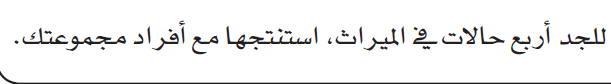 للجد أربع حالات في الميراث، استنتجها مع أفراد مجموعتك.